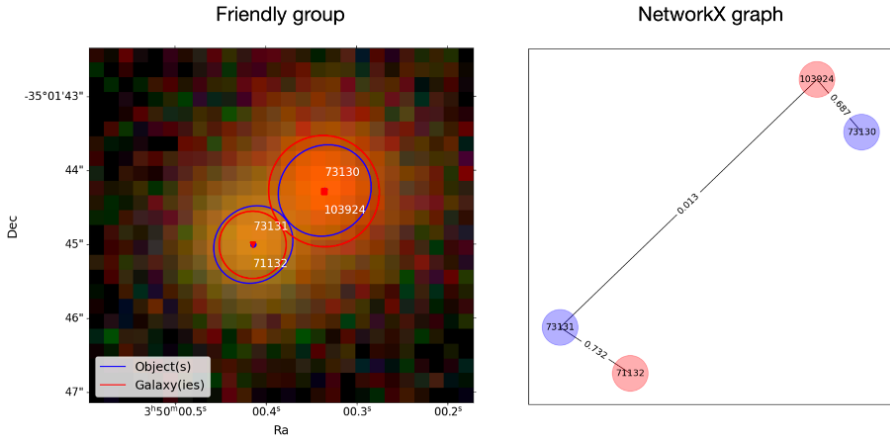 Friendly group
NetworkX graph
-35°01'43"
44"
45"
46"
47"
Dec
3ʰ50ᵐ00.5ˢ
00.4ˢ
00.3ˢ
00.2ˢ
Ra
73130
103924
73131
71132
Object(s)
Galaxy(ies)
103924
0.687
73130
0.013
73131
0.732
71132